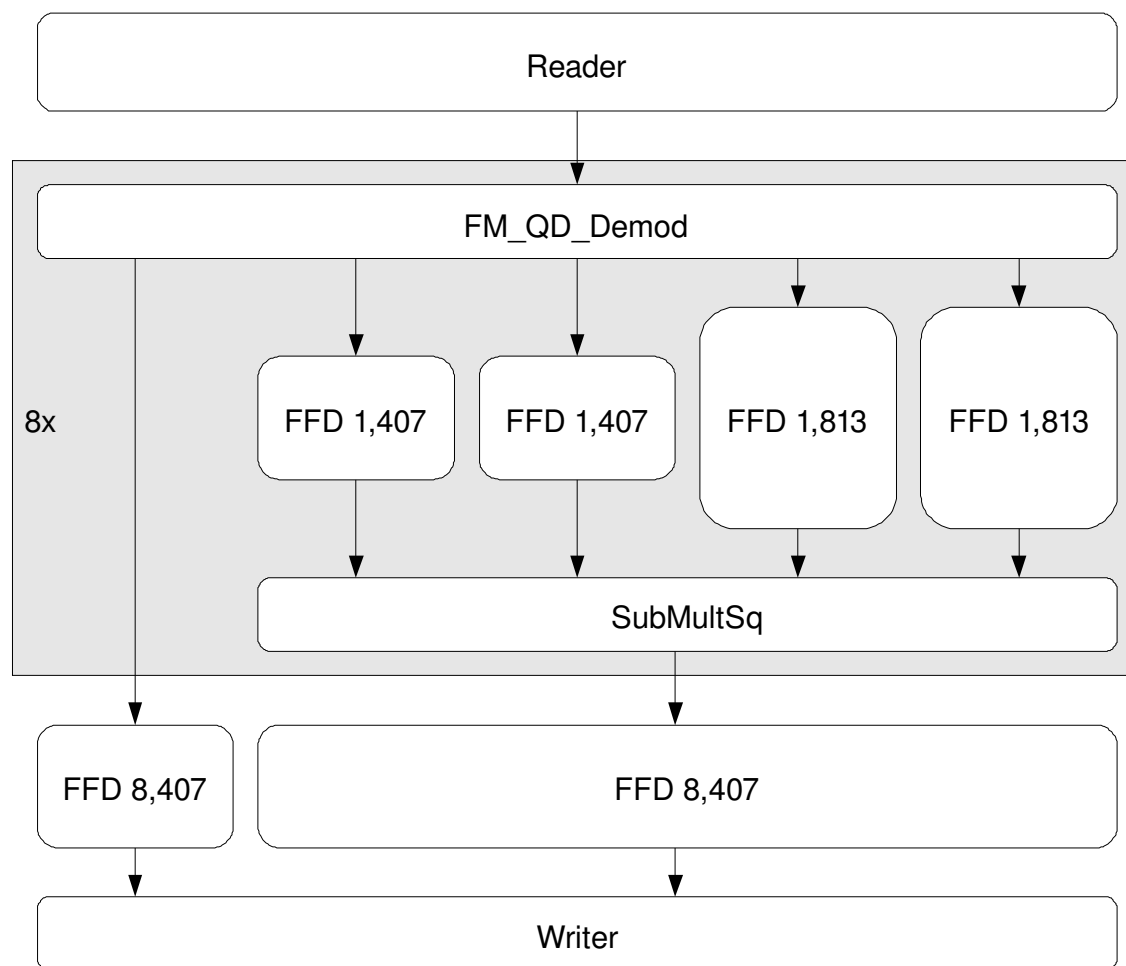 Reader
FM_QD_Demod
8x
FFD 1,407
FFD 1,407
FFD 1,813
FFD 1,813
SubMultSq
FFD 8,407
FFD 8,407
Writer